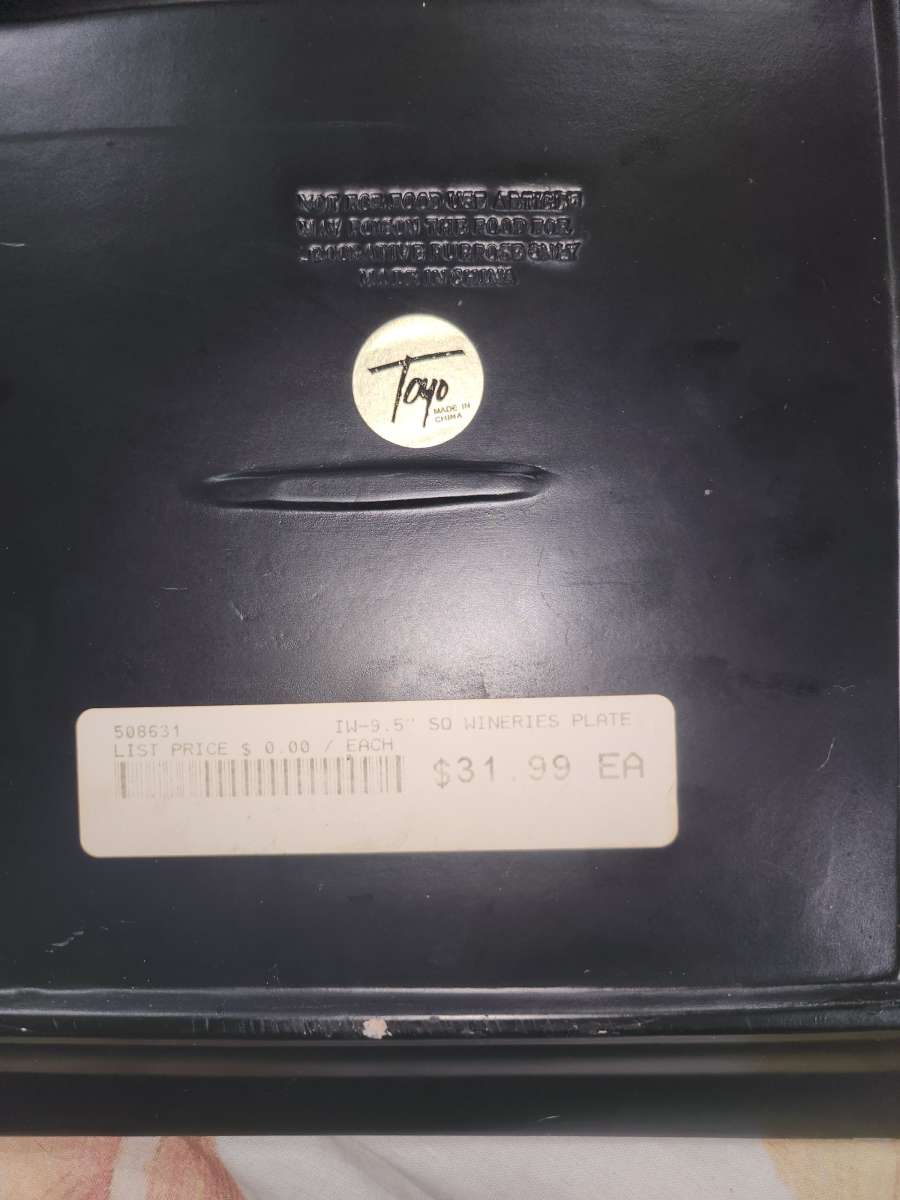 NOT FOR FOOD USE ARTICLE
MAY POISON THE FOOD FOR
DECORATIVE PURPOSE ONLY
MADE IN CHINA
Toyo
MADE IN
CHINA
508631 IW-9.5" SQ WINERIES PLATE
LIST PRICE $ 0.00 / EACH
$31.99 EA